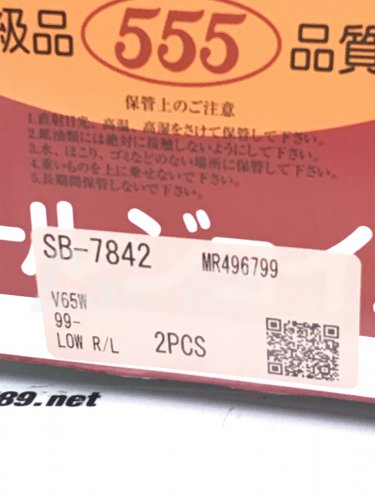 級品 555 品質
保管上のご注意
1.直射日光、高温、高湿をさけて保管して下さい。
2.鉱油類には絶対に接触しないようにして下さい。
3.水、ほこり、ゴミなどのない場所に保管して下さい。
4.重いものを上に乗せないで下さい。
5.長期間保管しないで下さい。
SB-7842 MR496799
V65W
99-
LOW R/L 2PCS
89.net